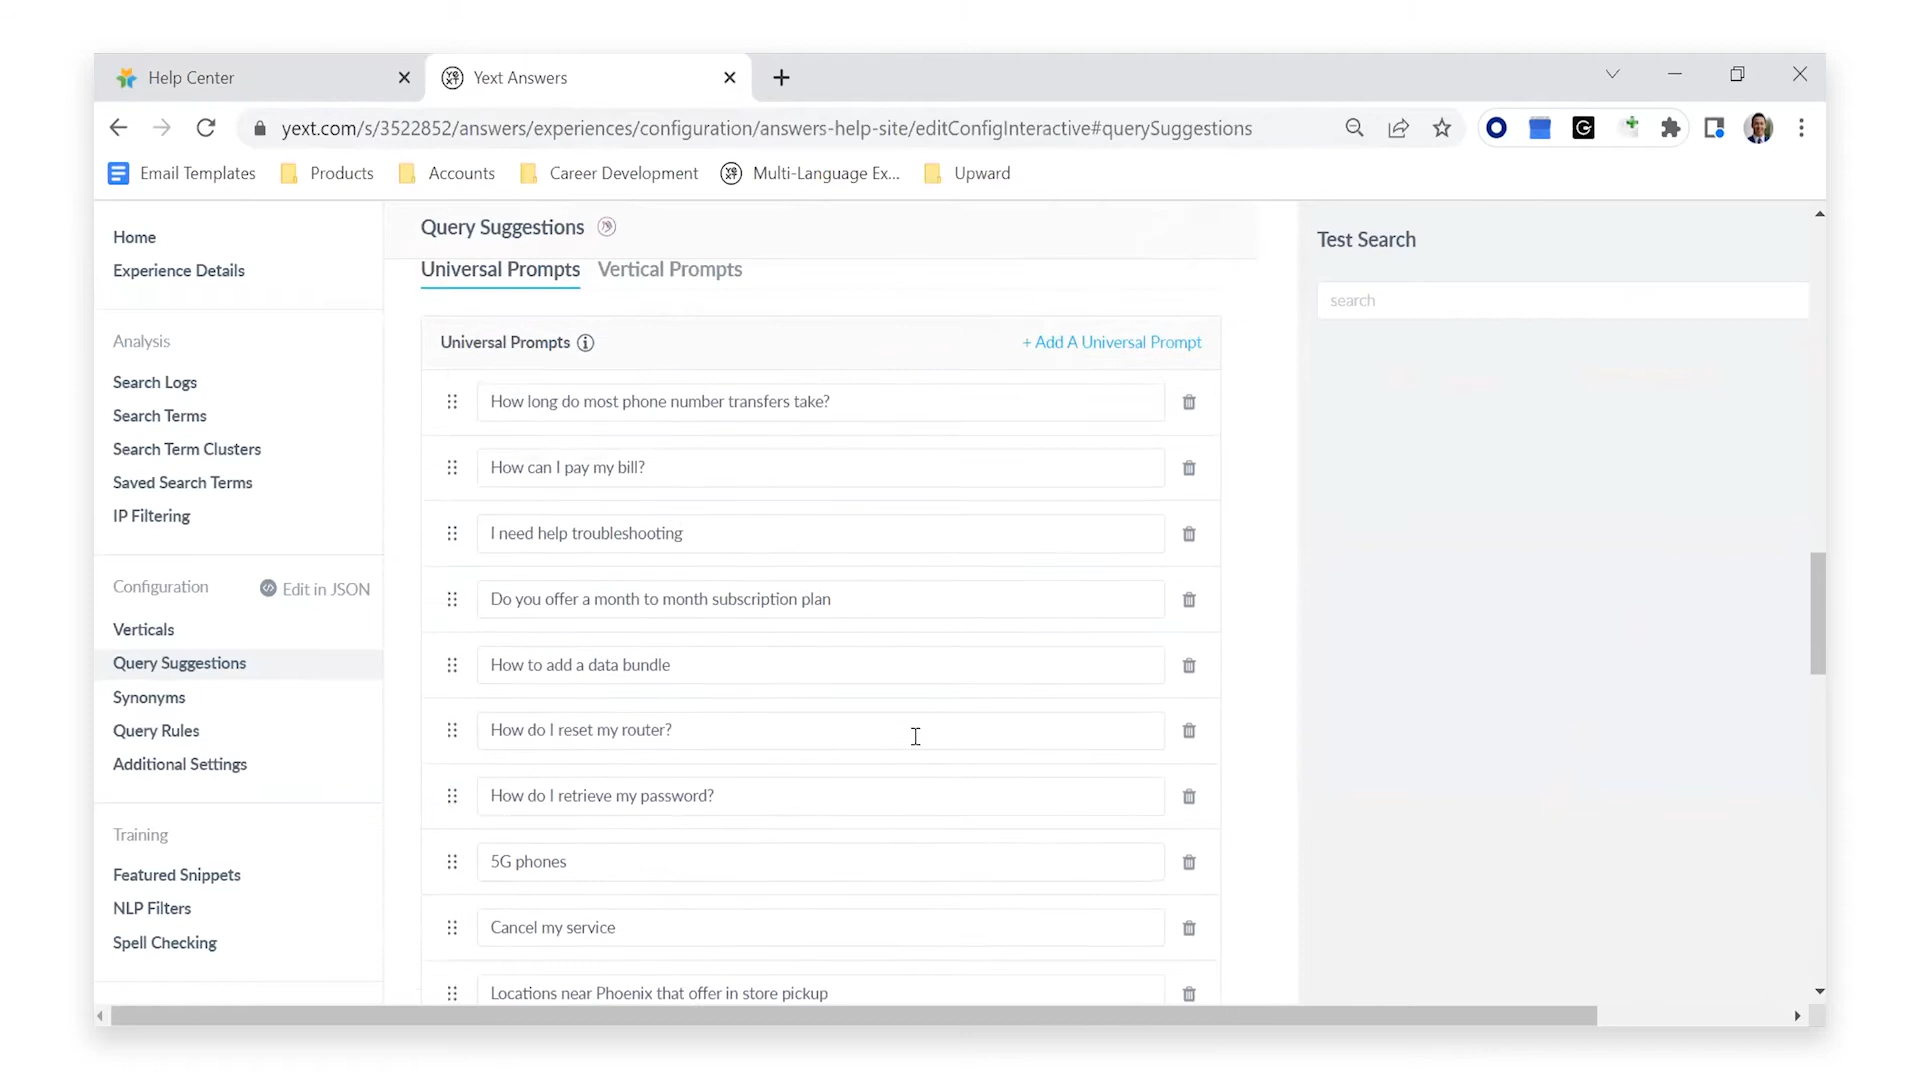 Help Center
Yext Answers
yext.com/s/3522852/answers/experiences/configuration/answers-help-site/editConfigInteractive#querySuggestions
Email Templates
Products
Accounts
Career Development
Multi-Language Ex...
Upward
Home
Experience Details
Analysis
Search Logs
Search Terms
Search Term Clusters
Saved Search Terms
IP Filtering
Configuration
Edit in JSON
Verticals
Query Suggestions
Synonyms
Query Rules
Additional Settings
Training
Featured Snippets
NLP Filters
Spell Checking
Query Suggestions
Universal Prompts
Vertical Prompts
Universal Prompts
+ Add A Universal Prompt
How long do most phone number transfers take?
How can I pay my bill?
I need help troubleshooting
Do you offer a month to month subscription plan
How to add a data bundle
How do I reset my router?
How do I retrieve my password?
5G phones
Cancel my service
Locations near Phoenix that offer in store pickup
Test Search
search